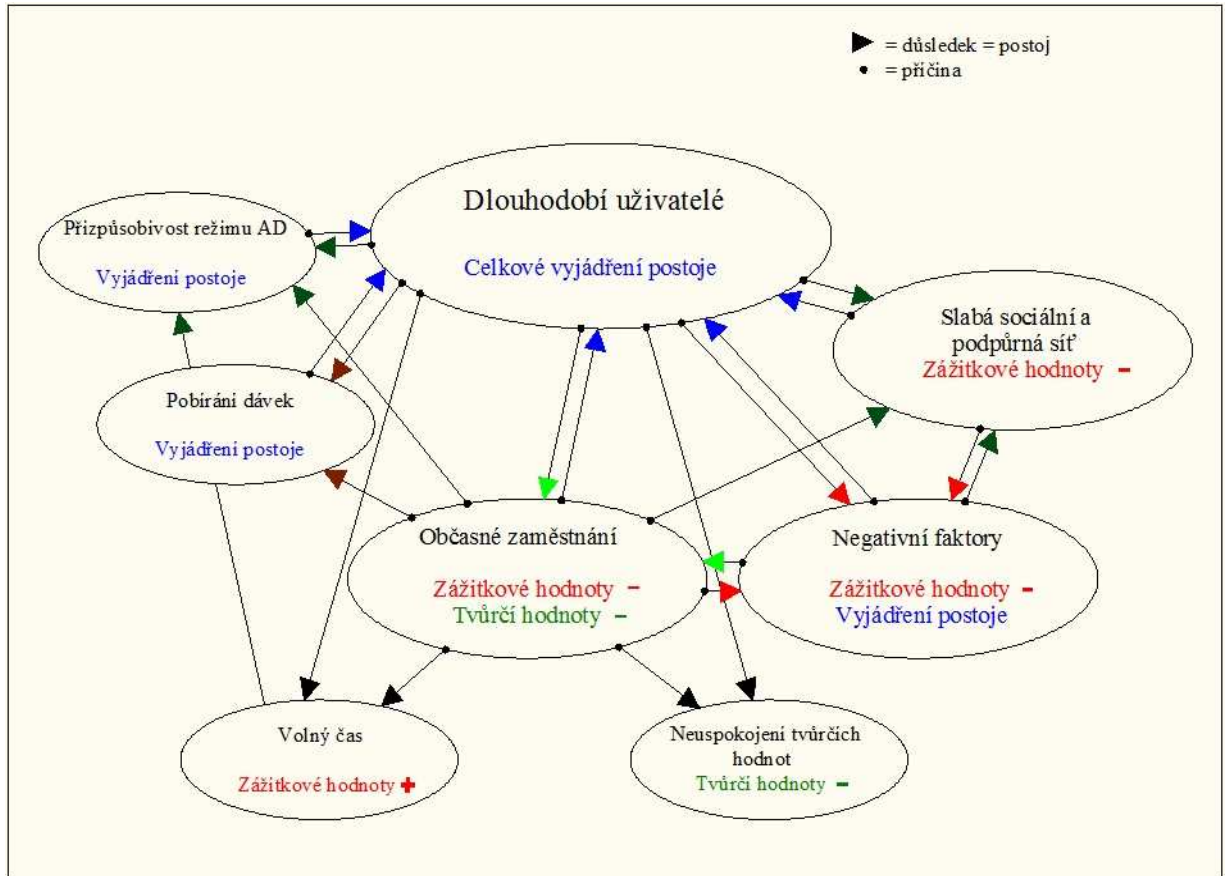 = důsledek = postoj
= příčina
Dlouhodobí uživatelé
Celkové vyjádření postoje
Přizpůsobivost režimu AD
Vyjádření postoje
Slabá sociální a
podpůrná síť
Zážitkové hodnoty -
Pobírání dávek
Vyjádření postoje
Občasné zaměstnání
Zážitkové hodnoty -
Tvůrčí hodnoty -
Negativní faktory
Zážitkové hodnoty -
Vyjádření postoje
Volný čas
Zážitkové hodnoty +
Neuspokojení tvůrčích
hodnot
Tvůrčí hodnoty -